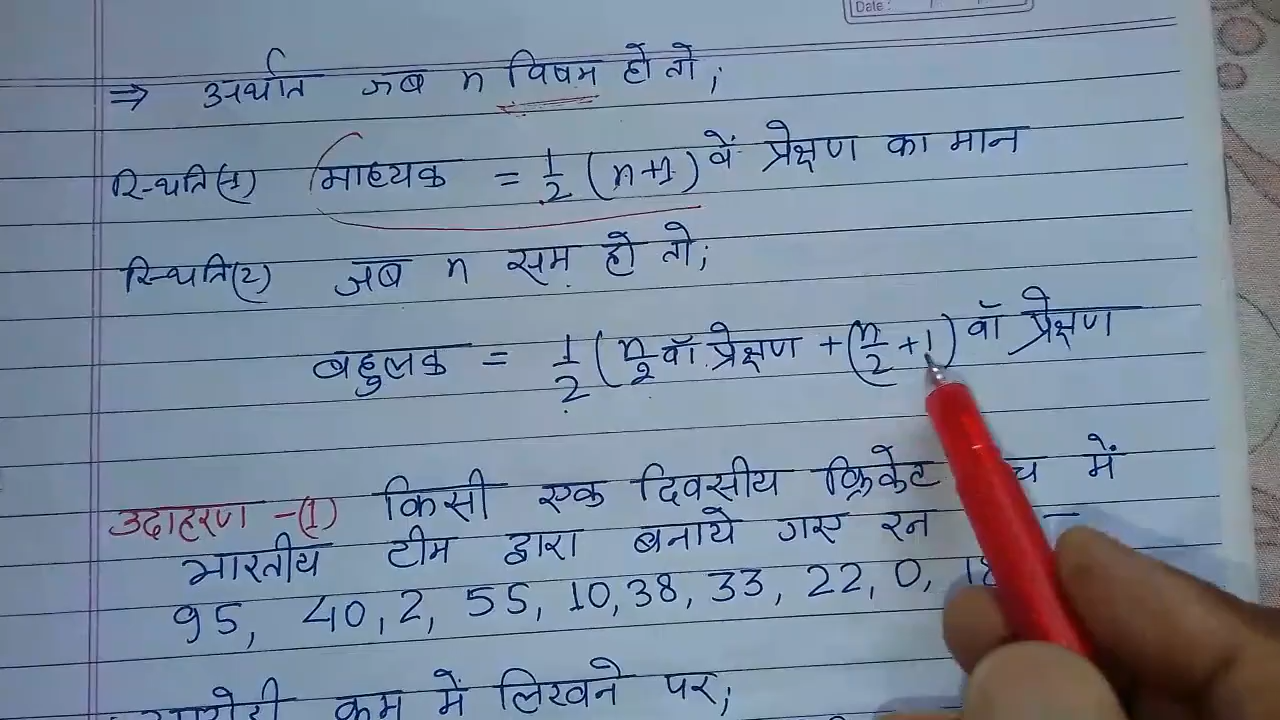 Date :
⇒ अर्थात जब n विषम हो तो;
स्थिति(1) माध्यक = 1/2 (n+1) वें प्रेक्षण का मान
स्थिति(2) जब n सम हो तो;
बहुलक = 1/2 (n/2 वाँ प्रेक्षण + (n/2 +1) वाँ प्रेक्षण
उदाहरण -(1) किसी एक दिवसीय क्रिकेट में
भारतीय टीम द्वारा बनाये गए रन
95, 40, 2, 55, 10, 38, 33, 22, 0,
क्रम में लिखने पर;